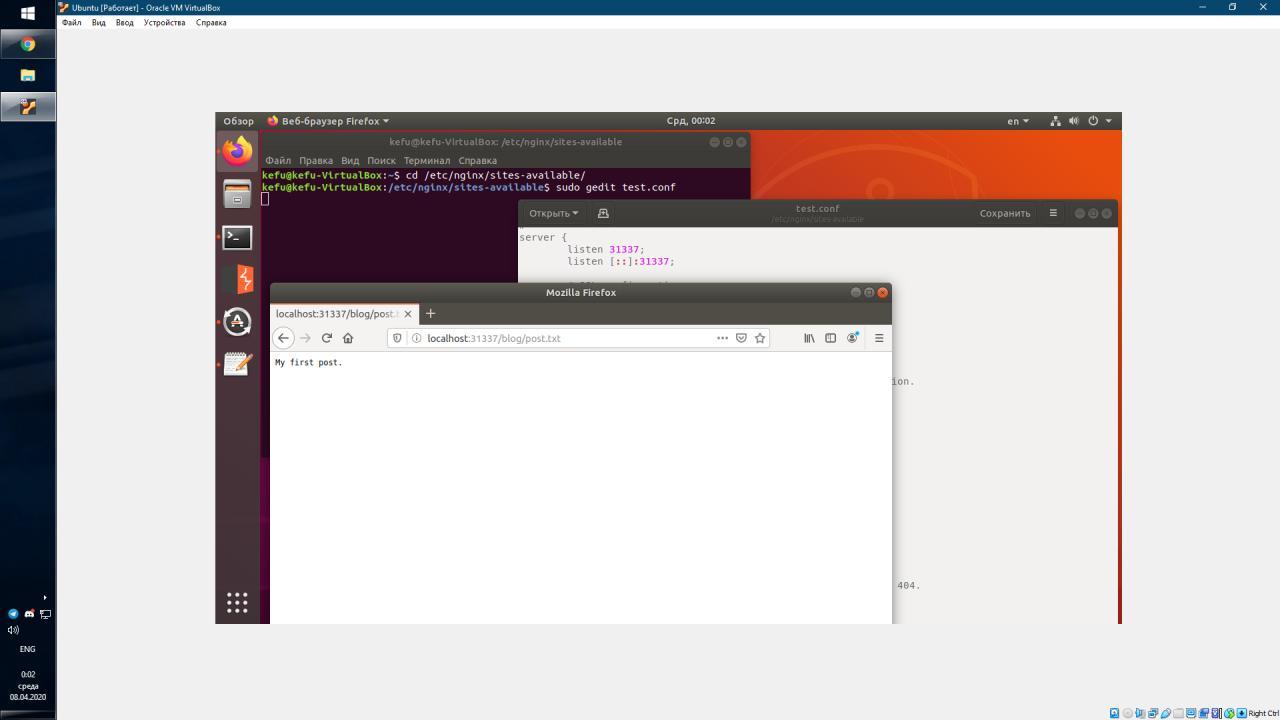 Ubuntu [Работает] - Oracle VM VirtualBox
Файл Вид Ввод Устройства Справка
Обзор Веб-браузер Firefox Срд, 00:02 en
kefu@kefu-VirtualBox: /etc/nginx/sites-available
Файл Правка Вид Поиск Терминал Справка
kefu@kefu-VirtualBox:~$ cd /etc/nginx/sites-available/
kefu@kefu-VirtualBox:/etc/nginx/sites-available$ sudo gedit test.conf
Открыть test.conf Сохранить
/etc/nginx/sites-available
server {
listen 31337;
listen [::]:31337;
Mozilla Firefox
localhost:31337/blog/post.t
localhost:31337/blog/post.txt
My first post.
ion.
404.
ENG
0:02
среда
08.04.2020
Right Ctrl